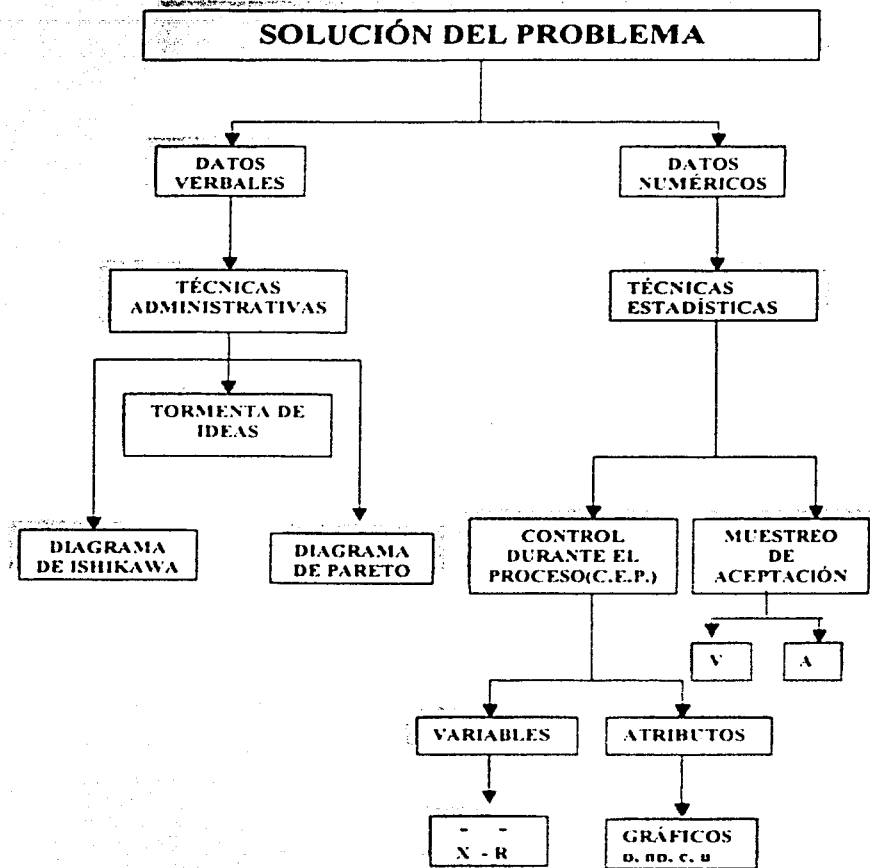 SOLUCIÓN DEL PROBLEMA
DATOS
VERBALES
DATOS
NUMÉRICOS
TÉCNICAS
ADMINISTRATIVAS
TÉCNICAS
ESTADÍSTICAS
TORMENTA DE
IDEAS
DIAGRAMA
DE ISHIKAWA
DIAGRAMA
DE PARETO
CONTROL
DURANTE EL
PROCESO(C.E.P.)
MUESTREO
DE
ACEPTACIÓN
V
A
VARIABLES
ATRIBUTOS
- -
X - R
GRÁFICOS
p, np, c, u